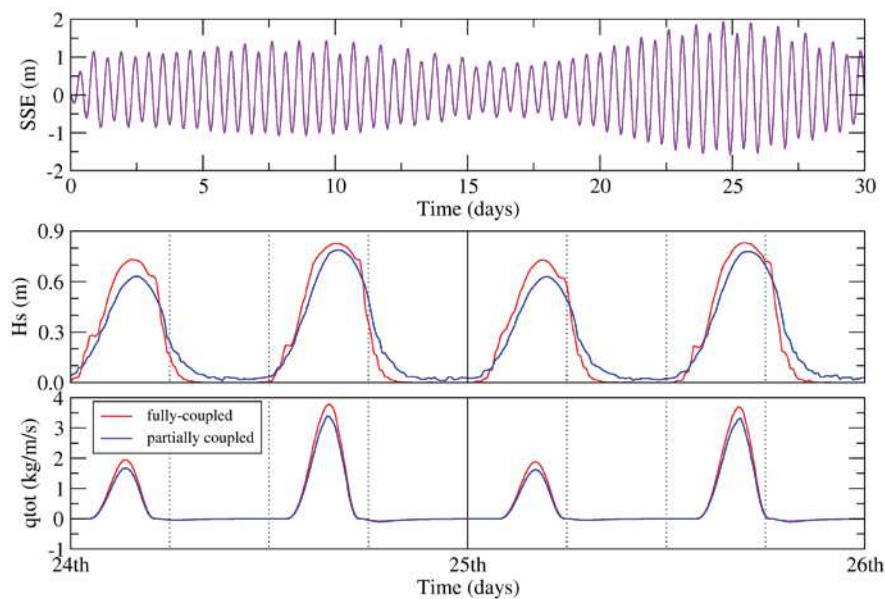 SSE (m)
2
1
0
-1
-2
0 5 10 15 20 25 30
Time (days)
Hs (m)
0.9
0.6
0.3
0.0
qtot (kg/m/s)
4
3
2
1
0
-1
fully-coupled
partially coupled
24th 25th 26th
Time (days)